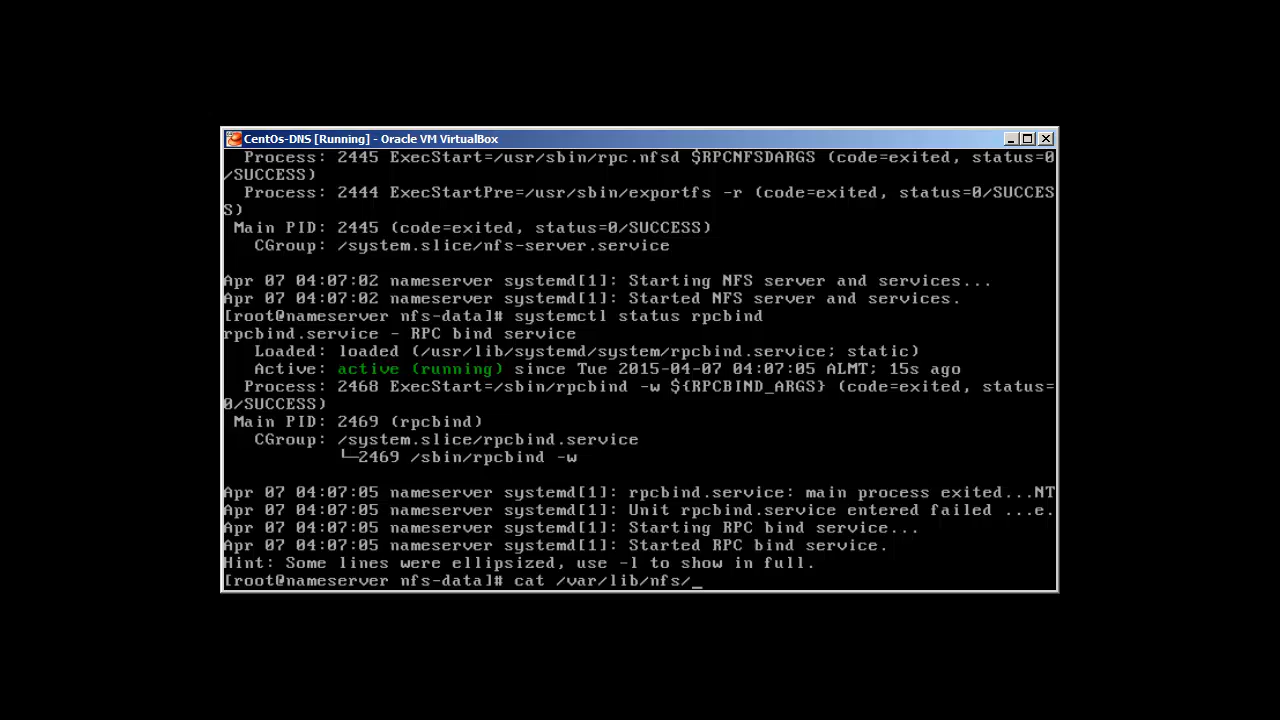 CentOs-DNS [Running] - Oracle VM VirtualBox
Process: 2445 ExecStart=/usr/sbin/rpc.nfsd $RPCNFSDARGS (code=exited, status=0
/SUCCESS)
Process: 2444 ExecStartPre=/usr/sbin/exportfs -r (code=exited, status=0/SUCCES
S)
Main PID: 2445 (code=exited, status=0/SUCCESS)
CGroup: /system.slice/nfs-server.service
Apr 07 04:07:02 nameserver systemd[1]: Starting NFS server and services...
Apr 07 04:07:02 nameserver systemd[1]: Started NFS server and services.
[root@nameserver nfs-data]# systemctl status rpcbind
rpcbind.service - RPC bind service
Loaded: loaded (/usr/lib/systemd/system/rpcbind.service; static)
Active: active (running) since Tue 2015-04-07 04:07:05 ALMT; 15s ago
Process: 2468 ExecStart=/sbin/rpcbind -w ${RPCBIND_ARGS} (code=exited, status=
0/SUCCESS)
Main PID: 2469 (rpcbind)
CGroup: /system.slice/rpcbind.service
└─2469 /sbin/rpcbind -w
Apr 07 04:07:05 nameserver systemd[1]: rpcbind.service: main process exited...NT
Apr 07 04:07:05 nameserver systemd[1]: Unit rpcbind.service entered failed ...e.
Apr 07 04:07:05 nameserver systemd[1]: Starting RPC bind service...
Apr 07 04:07:05 nameserver systemd[1]: Started RPC bind service.
Hint: Some lines were ellipsized, use -l to show in full.
[root@nameserver nfs-data]# cat /var/lib/nfs/_